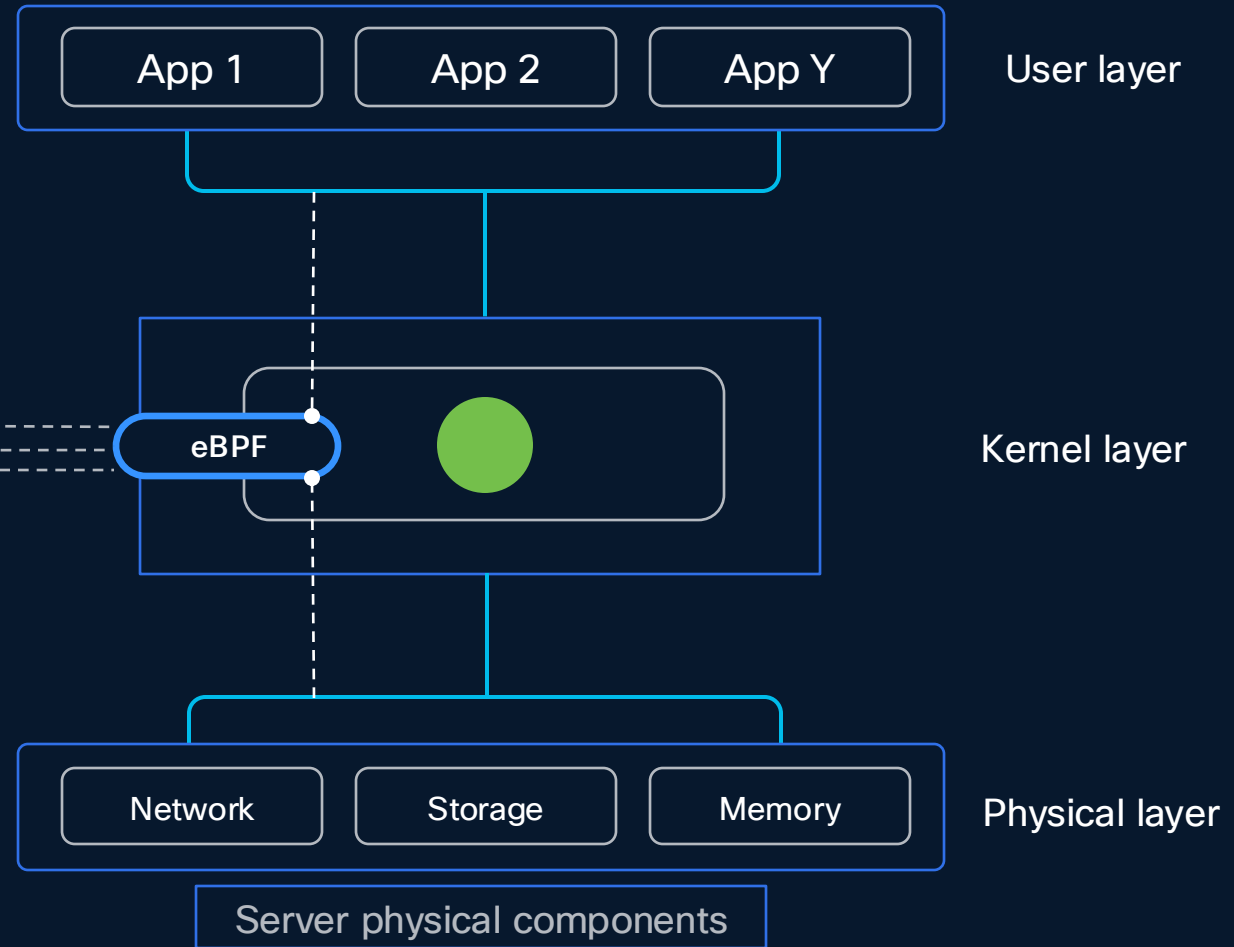 App 1
App 2
App Y
User layer
eBPF
Kernel layer
Network
Storage
Memory
Physical layer
Server physical components